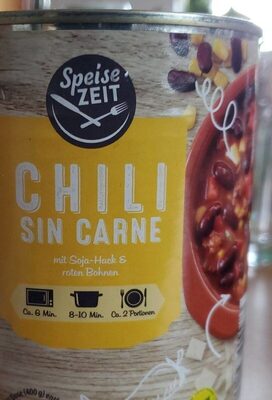 Speise
ZEIT
CHILI
SIN CARNE
mit Soja-Hack &
roten Bohnen
Ca. 6 Min. 8-10 Min. Ca. 2 Portionen